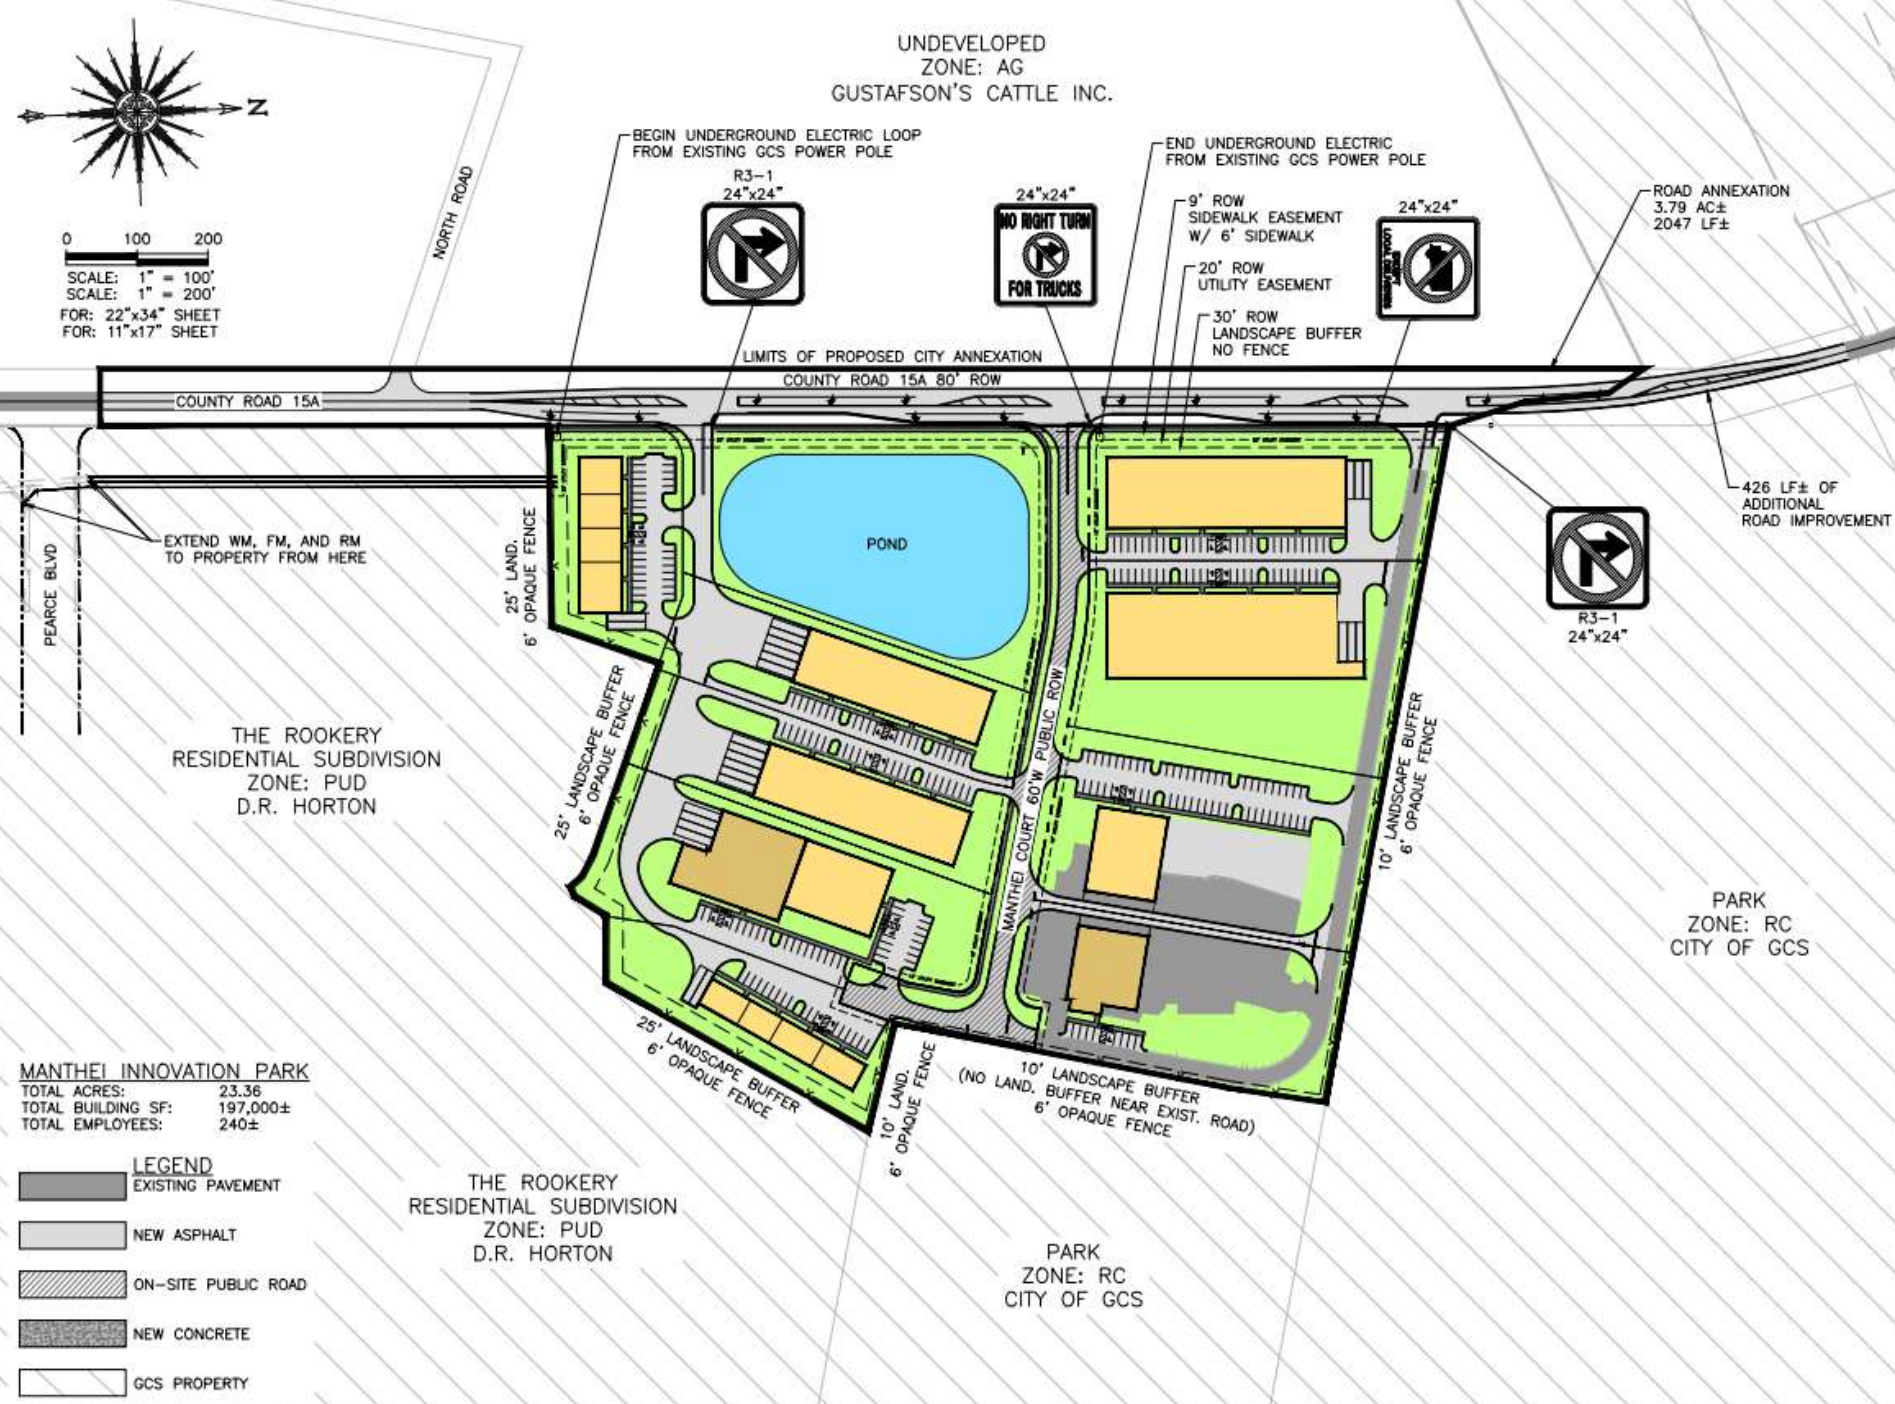 UNDEVELOPED
ZONE: AG
GUSTAFSON'S CATTLE INC.
N
0 100 200
SCALE: 1" = 100'
SCALE: 1" = 200'
FOR: 22"x34" SHEET
FOR: 11"x17" SHEET
NORTH ROAD
BEGIN UNDERGROUND ELECTRIC LOOP
FROM EXISTING GCS POWER POLE
R3-1
24"x24"
24"x24"
NO RIGHT TURN
FOR TRUCKS
END UNDERGROUND ELECTRIC
FROM EXISTING GCS POWER POLE
9' ROW
SIDEWALK EASEMENT
W/ 6' SIDEWALK
20' ROW
UTILITY EASEMENT
30' ROW
LANDSCAPE BUFFER
NO FENCE
24"x24"
EXCEPT
LOCAL DELIVERIES
ROAD ANNEXATION
3.79 AC±
2047 LF±
LIMITS OF PROPOSED CITY ANNEXATION
COUNTY ROAD 15A 80' ROW
COUNTY ROAD 15A
426 LF± OF
ADDITIONAL
ROAD IMPROVEMENT
R3-1
24"x24"
EXTEND WM, FM, AND RM
TO PROPERTY FROM HERE
PEARCE BLVD
25' LAND.
6' OPAQUE FENCE
POND
25' LANDSCAPE BUFFER
6' OPAQUE FENCE
MANTHEI COURT 60'W PUBLIC ROW
10' LANDSCAPE BUFFER
6' OPAQUE FENCE
THE ROOKERY
RESIDENTIAL SUBDIVISION
ZONE: PUD
D.R. HORTON
PARK
ZONE: RC
CITY OF GCS
25' LANDSCAPE BUFFER
6' OPAQUE FENCE
10' LAND.
6' OPAQUE FENCE
10' LANDSCAPE BUFFER
(NO LAND. BUFFER NEAR EXIST. ROAD)
6' OPAQUE FENCE
MANTHEI INNOVATION PARK
TOTAL ACRES: 23.36
TOTAL BUILDING SF: 197,000±
TOTAL EMPLOYEES: 240±
LEGEND
EXISTING PAVEMENT
NEW ASPHALT
ON-SITE PUBLIC ROAD
NEW CONCRETE
GCS PROPERTY
THE ROOKERY
RESIDENTIAL SUBDIVISION
ZONE: PUD
D.R. HORTON
PARK
ZONE: RC
CITY OF GCS